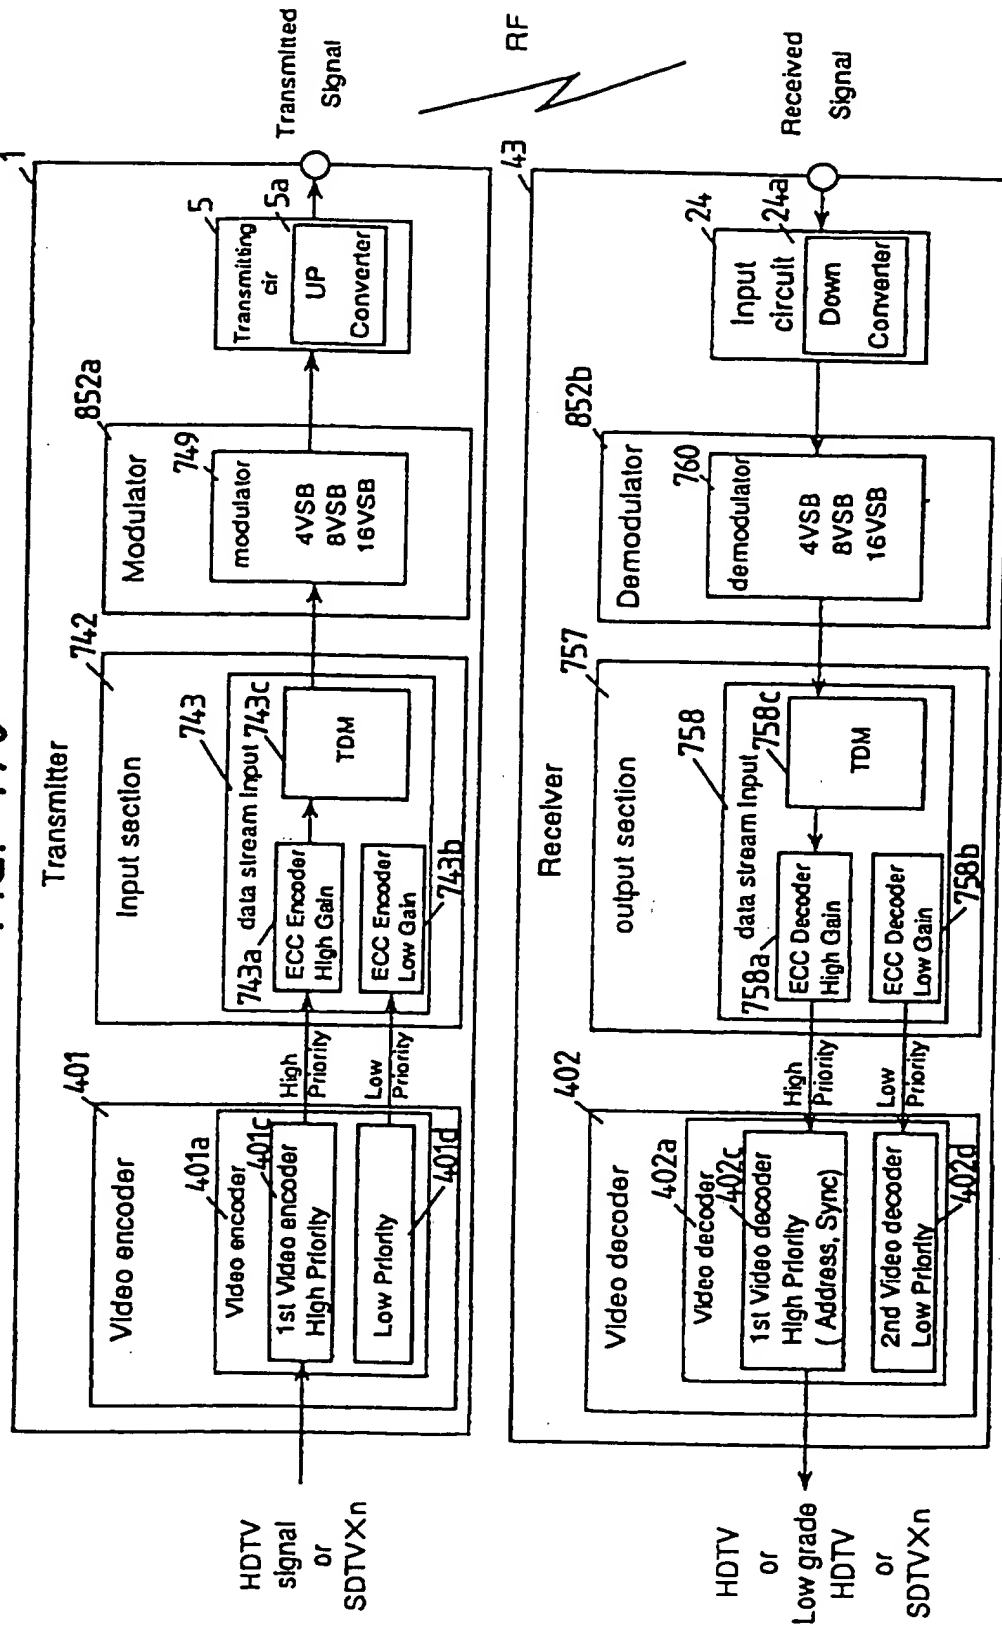 Transmitter
1
HDTV
signal
or
SDTVXn
401
Video encoder
401a
Video encoder
401c
1st Video encoder
High Priority
Low Priority
401d
High
Priority
Low
Priority
742
Input section
743
data stream Input
743a
ECC Encoder
High Gain
ECC Encoder
Low Gain
743b
743c
TDM
852a
Modulator
749
modulator
4VSB
8VSB
16VSB
5
Transmitting
cir
5a
UP
Converter
Transmitted
Signal
RF
Receiver
43
HDTV
or
Low grade
HDTV
or
SDTVXn
402
Video decoder
402a
Video decoder
402c
1st Video decoder
High Priority
(Address, Sync)
2nd Video decoder
Low Priority
402d
High
Priority
Low
Priority
757
output section
758
data stream Input
758a
ECC Decoder
High Gain
ECC Decoder
Low Gain
758b
758c
TDM
852b
Demodulator
760
demodulator
4VSB
8VSB
16VSB
24
Input
circuit
24a
Down
Converter
Received
Signal